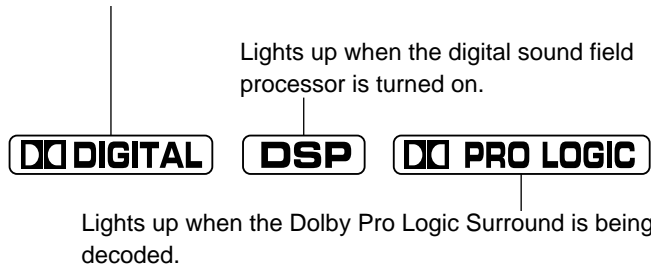 Lights up when the digital sound field
processor is turned on.
DIGITAL DSP PRO LOGIC
Lights up when the Dolby Pro Logic Surround is being
decoded.